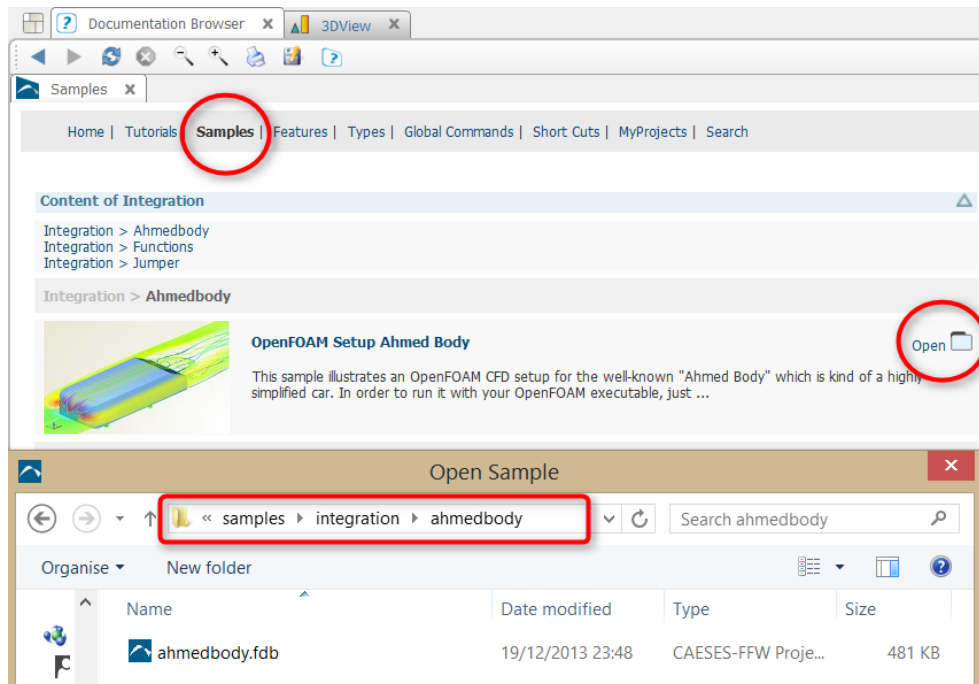 Documentation Browser X 3DView X
Samples X
Home | Tutorials Samples | Features | Types | Global Commands | Short Cuts | MyProjects | Search
Content of Integration
Integration > Ahmedbody
Integration > Functions
Integration > Jumper
Integration > Ahmedbody
OpenFOAM Setup Ahmed Body
Open
This sample illustrates an OpenFOAM CFD setup for the well-known "Ahmed Body" which is kind of a highly
simplified car. In order to run it with your OpenFOAM executable, just ...
Open Sample
« samples integration ahmedbody Search ahmedbody
Organise New folder
Name Date modified Type Size
ahmedbody.fdb 19/12/2013 23:48 CAESES-FFW Proje... 481 KB